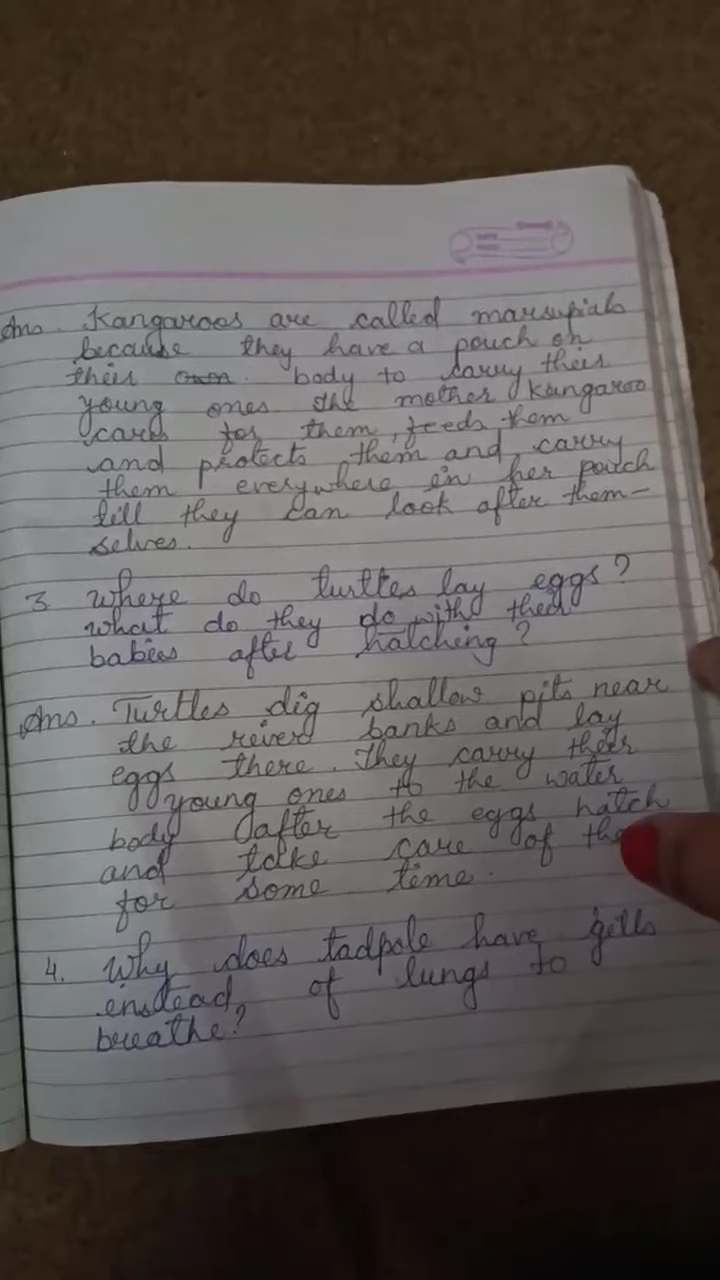 Ans. Kangaroos are called marsupials
because they have a pouch on
their own. body to carry their
young ones the mother Kangaroo
cares for them, feeds them
and protects them and, carry
them everywhere in her pouch
till they can look after them-
selves.
3 where do turtles lay eggs?
what do they do with their
babies after hatching?
Ans. Turtles dig shallow pits near
the river banks and lay
eggs there. They carry their
young ones to the water
body after the eggs hatch
and take care of
for some time.
4. Why does tadpole have gills
instead of lungs to
breathe?